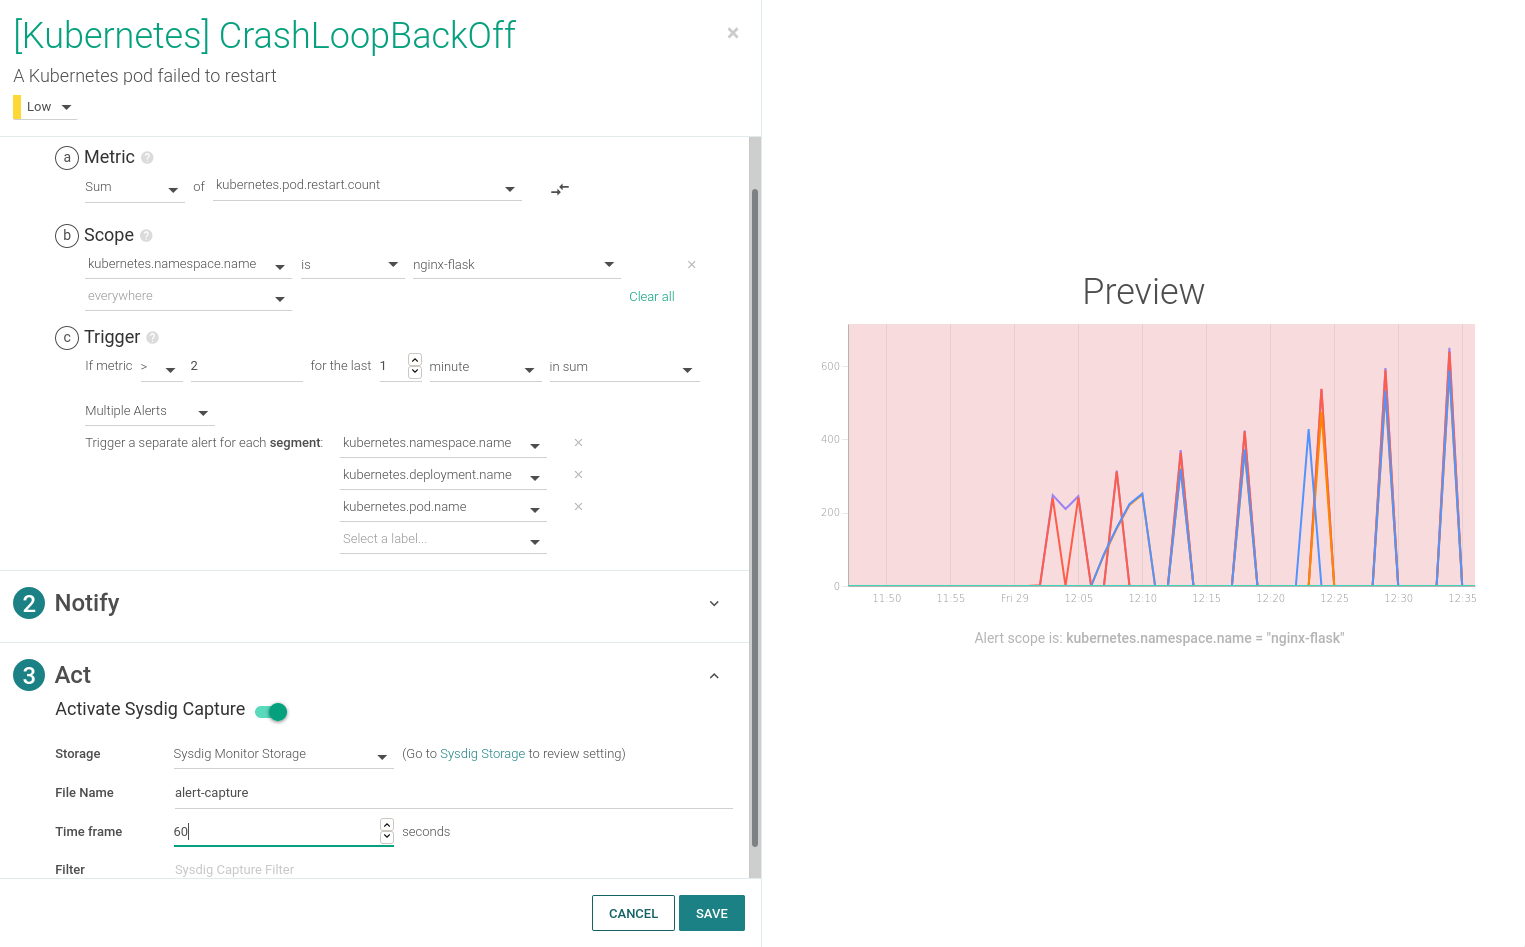 [Kubernetes] CrashLoopBackOff ×
A Kubernetes pod failed to restart
Low
a Metric ?
Sum of kubernetes.pod.restart.count
b Scope ?
kubernetes.namespace.name is nginx-flask ×
everywhere Clear all
c Trigger ?
If metric > 2 for the last 1 minute in sum
Multiple Alerts
Trigger a separate alert for each segment: kubernetes.namespace.name ×
kubernetes.deployment.name ×
kubernetes.pod.name ×
Select a label...
2 Notify
3 Act
Activate Sysdig Capture
Storage Sysdig Monitor Storage (Go to Sysdig Storage to review setting)
File Name alert-capture
Time frame 60 seconds
Filter Sysdig Capture Filter
CANCEL SAVE
Preview
600
400
200
0
11:50 11:55 Fri 29 12:05 12:10 12:15 12:20 12:25 12:30 12:35
Alert scope is: kubernetes.namespace.name = "nginx-flask"